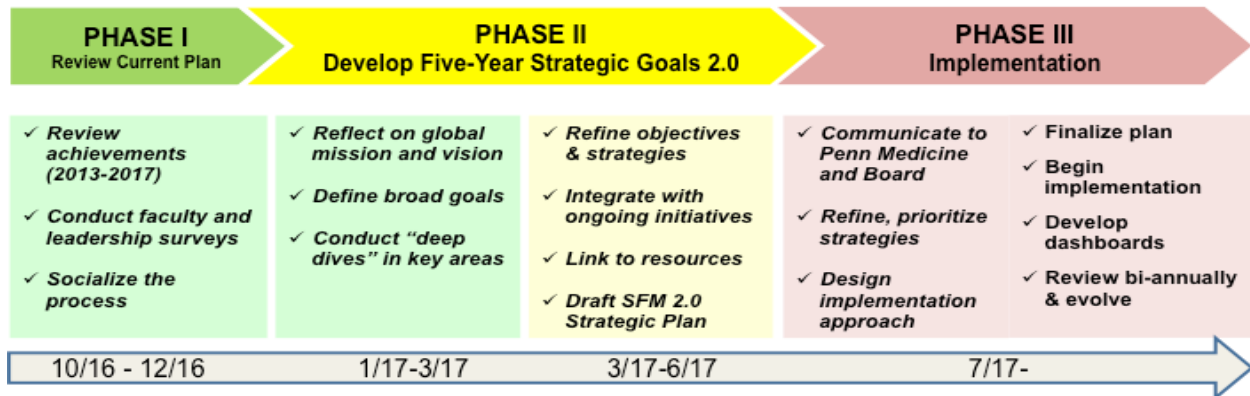 PHASE I
Review Current Plan
PHASE II
Develop Five-Year Strategic Goals 2.0
PHASE III
Implementation
✓ Review
achievements
(2013-2017)
✓ Conduct faculty and
leadership surveys
✓ Socialize the
process
✓ Reflect on global
mission and vision
✓ Define broad goals
✓ Conduct “deep
dives” in key areas
✓ Refine objectives
& strategies
✓ Integrate with
ongoing initiatives
✓ Link to resources
✓ Draft SFM 2.0
Strategic Plan
✓ Communicate to
Penn Medicine
and Board
✓ Refine, prioritize
strategies
✓ Design
implementation
approach
✓ Finalize plan
✓ Begin
implementation
✓ Develop
dashboards
✓ Review bi-annually
& evolve
10/16 - 12/16
1/17-3/17
3/17-6/17
7/17-